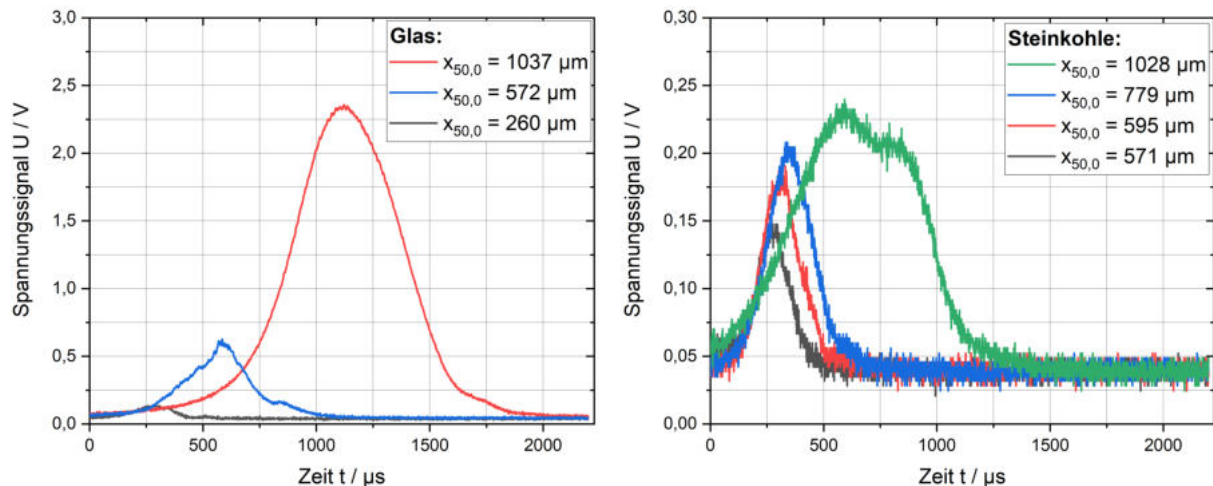 3,0
2,5
2,0
1,5
1,0
0,5
0,0
Spannungssignal U / V
Glas:
x50,0 = 1037 µm
x50,0 = 572 µm
x50,0 = 260 µm
0
500
1000
1500
2000
Zeit t / µs
0,30
0,25
0,20
0,15
0,10
0,05
0,00
Spannungssignal U / V
Steinkohle:
x50,0 = 1028 µm
x50,0 = 779 µm
x50,0 = 595 µm
x50,0 = 571 µm
0
500
1000
1500
2000
Zeit t / µs